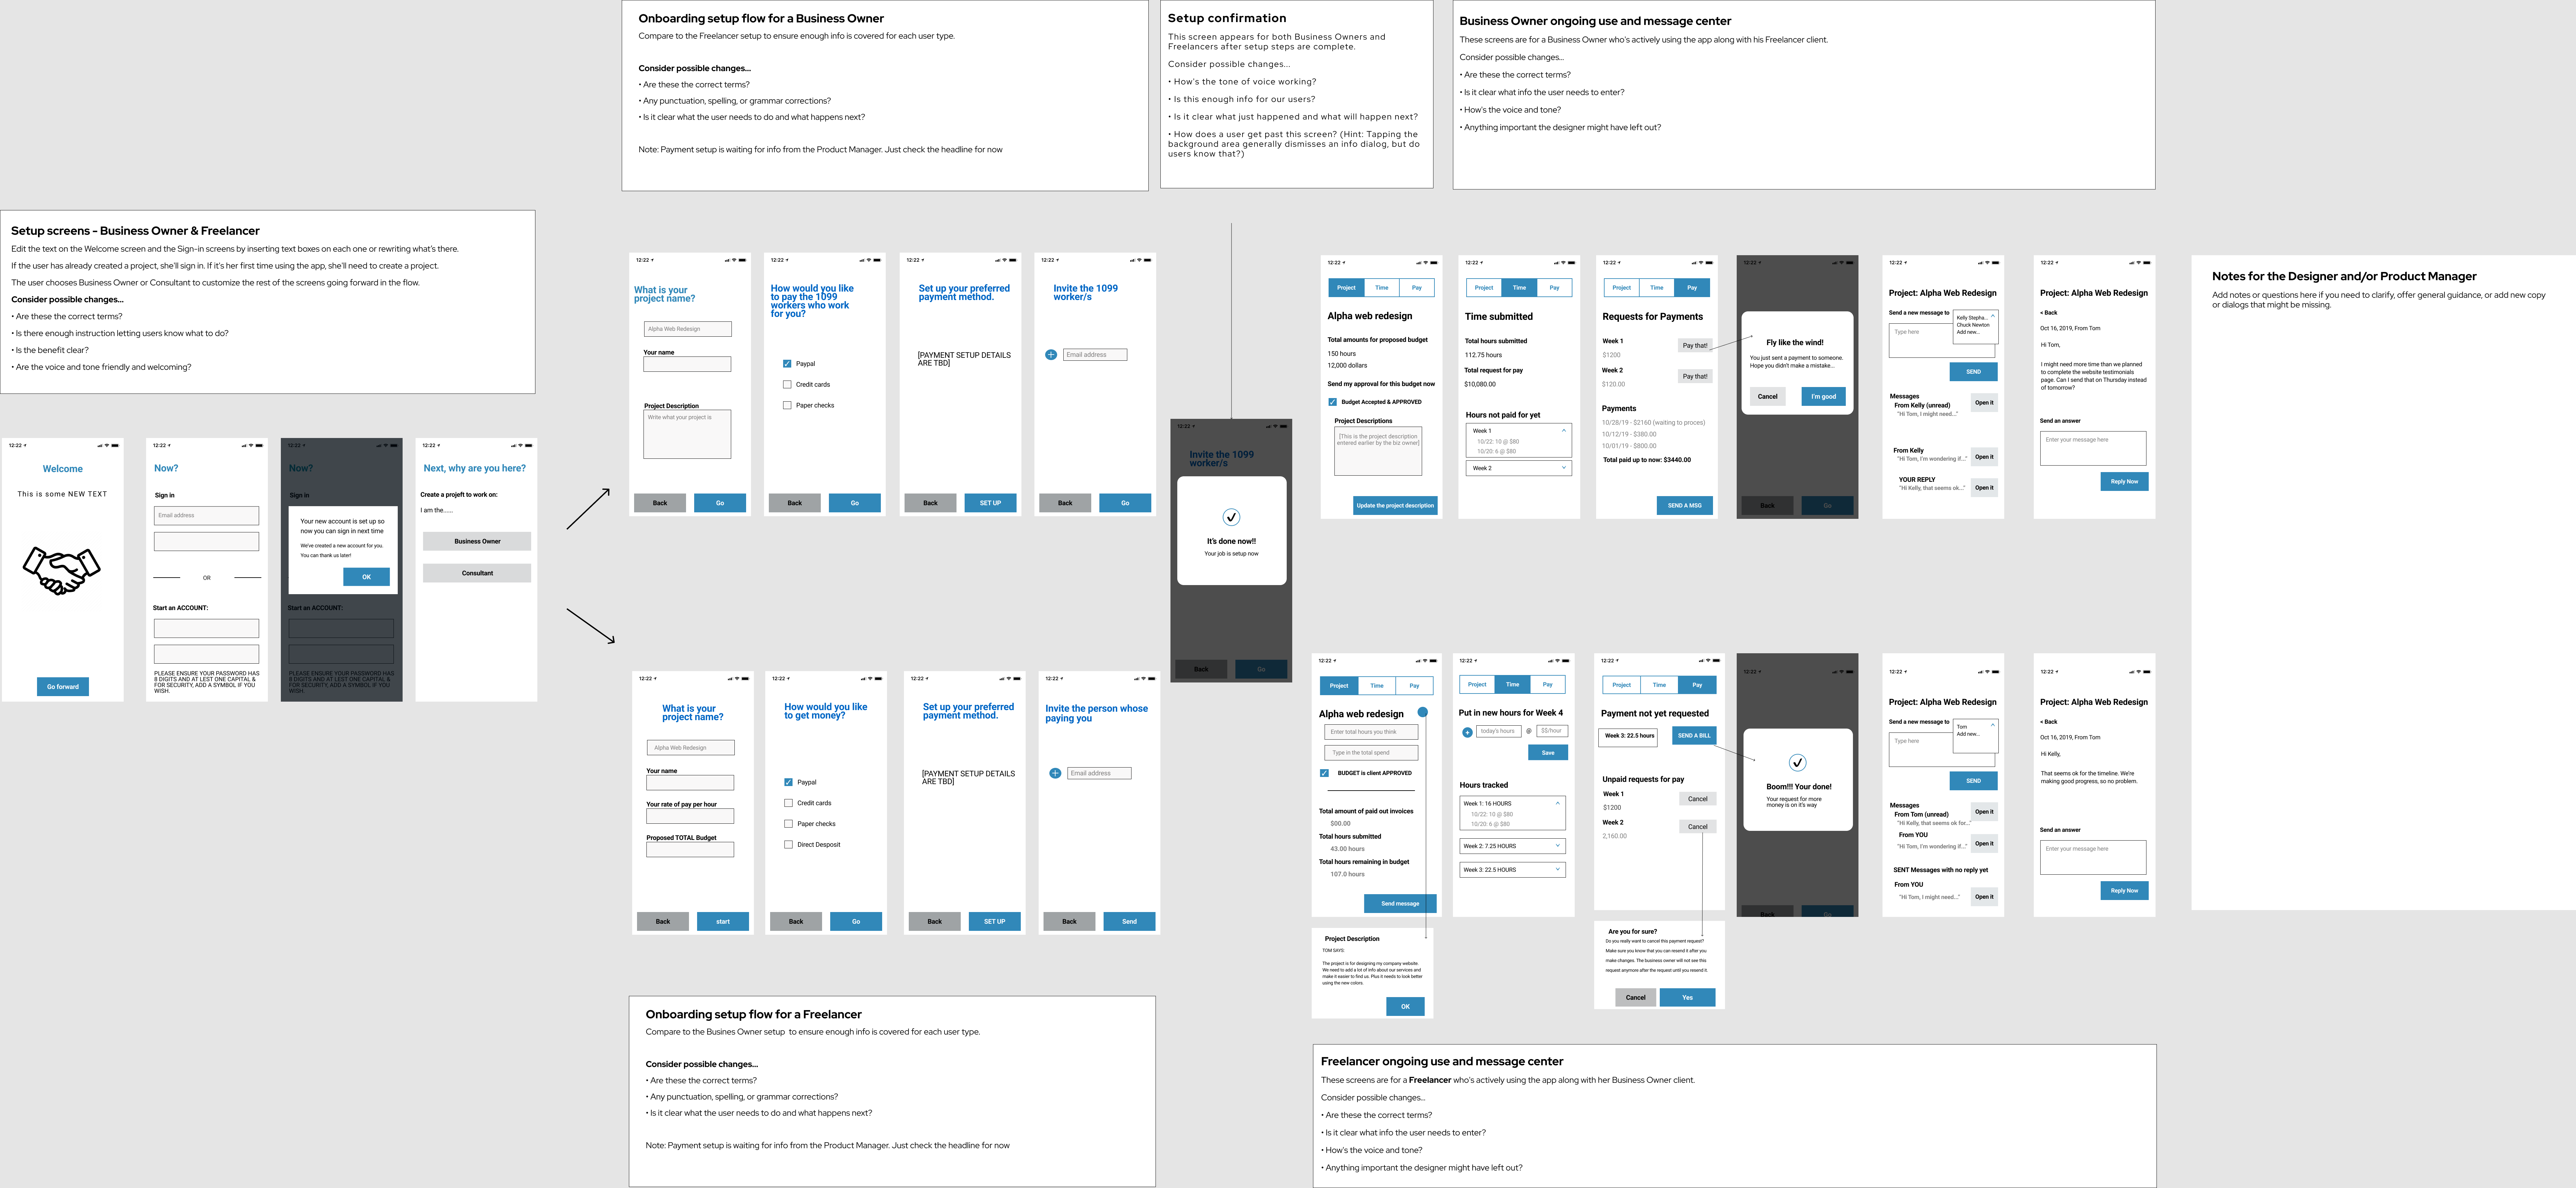 Onboarding setup flow for a Business Owner
Compare to the Freelancer setup to ensure enough info is covered for each user type.
Consider possible changes...
• Are these the correct terms?
• Any punctuation, spelling, or grammar corrections?
• Is it clear what the user needs to do and what happens next?
Note: Payment setup is waiting for info from the Product Manager. Just check the headline for now
Setup confirmation
This screen appears for both Business Owners and
Freelancers after setup steps are complete.
Consider possible changes...
• How's the tone of voice working?
• Is this enough info for our users?
• Is it clear what just happened and what will happen next?
• How does a user get past this screen? (Hint: Tapping the
background area generally dismisses an info dialog, but do
users know that?)
Business Owner ongoing use and message center
These screens are for a Business Owner who's actively using the app along with his Freelancer client.
Consider possible changes...
• Are these the correct terms?
• Is it clear what info the user needs to enter?
• How's the voice and tone?
• Anything important the designer might have left out?
Setup screens - Business Owner & Freelancer
Edit the text on the Welcome screen and the Sign-in screens by inserting text boxes on each one or rewriting what's there.
If the user has already created a project, she'll sign in. If it's her first time using the app, she'll need to create a project.
The user chooses Business Owner or Consultant to customize the rest of the screens going forward in the flow.
Consider possible changes...
• Are these the correct terms?
• Is there enough instruction letting users know what to do?
• Is the benefit clear?
• Are the voice and tone friendly and welcoming?
12:22
Welcome
This is some NEW TEXT
Go forward
12:22
Now?
Sign in
Email address
OR
Start an ACCOUNT:
PLEASE ENSURE YOUR PASSWORD HAS
8 DIGITS AND AT LEST ONE CAPITAL &
FOR SECURITY, ADD A SYMBOL IF YOU
WISH.
12:22
Now?
Sign in
Your new account is set up so
now you can sign in next time
We've created a new account for you.
You can thank us later!
OK
Start an ACCOUNT:
PLEASE ENSURE YOUR PASSWORD HAS
8 DIGITS AND AT LEST ONE CAPITAL &
FOR SECURITY, ADD A SYMBOL IF YOU
WISH.
12:22
Next, why are you here?
Create a projeft to work on:
I am the......
Business Owner
Consultant
12:22
What is your
project name?
Alpha Web Redesign
Your name
Project Description
Write what your project is
Back
Go
12:22
How would you like
to pay the 1099
workers who work
for you?
Paypal
Credit cards
Paper checks
Back
Go
12:22
Set up your preferred
payment method.
[PAYMENT SETUP DETAILS
ARE TBD]
Back
SET UP
12:22
Invite the 1099
worker/s
Email address
Back
Go
12:22
Invite the 1099
worker/s
It's done now!!
Your job is setup now
Back
Go
12:22
Project
Time
Pay
Alpha web redesign
Total amounts for proposed budget
150 hours
12,000 dollars
Send my approval for this budget now
Budget Accepted & APPROVED
Project Descriptions
[This is the project description
entered earlier by the biz owner]
Update the project description
12:22
Project
Time
Pay
Time submitted
Total hours submitted
112.75 hours
Total request for pay
$10,080.00
Hours not paid for yet
Week 1
10/22: 10 @ $80
10/20: 6 @ $80
Week 2
12:22
Project
Time
Pay
Requests for Payments
Week 1
$1200
Pay that!
Week 2
$120.00
Pay that!
Payments
10/28/19 - $2160 (waiting to proces)
10/12/19 - $380.00
10/01/19 - $800.00
Total paid up to now: $3440.00
SEND A MSG
12:22
Fly like the wind!
You just sent a payment to someone.
Hope you didn't make a mistake...
Cancel
I'm good
Back
Go
12:22
Project: Alpha Web Redesign
Send a new message to
Kelly Stepha...
Chuck Newton
Add new...
Type here
SEND
Messages
From Kelly (unread)
"Hi Tom, I might need..."
Open it
From Kelly
"Hi Tom, I'm wondering if..."
Open it
YOUR REPLY
"Hi Kelly, that seems ok..."
Open it
12:22
Project: Alpha Web Redesign
< Back
Oct 16, 2019, From Tom
Hi Tom,
I might need more time than we planned
to complete the website testimonials
page. Can I send that on Thursday instead
of tomorrow?
Send an answer
Enter your message here
Reply Now
Notes for the Designer and/or Product Manager
Add notes or questions here if you need to clarify, offer general guidance, or add new copy
or dialogs that might be missing.
12:22
What is your
project name?
Alpha Web Redesign
Your name
Your rate of pay per hour
Proposed TOTAL Budget
Back
start
12:22
How would you like
to get money?
Paypal
Credit cards
Paper checks
Direct Desposit
Back
Go
12:22
Set up your preferred
payment method.
[PAYMENT SETUP DETAILS
ARE TBD]
Back
SET UP
12:22
Invite the person whose
paying you
Email address
Back
Send
12:22
Project
Time
Pay
Alpha web redesign
Enter total hours you think
Type in the total spend
BUDGET is client APPROVED
Total amount of paid out invoices
$00.00
Total hours submitted
43.00 hours
Total hours remaining in budget
107.0 hours
Send message
Project Description
TOM SAYS:
The project is for designing my company website.
We need to add a lot of info about our services and
make it easier to find us. Plus it needs to look better
using the new colors.
OK
12:22
Project
Time
Pay
Put in new hours for Week 4
today's hours
@
$$/hour
Save
Hours tracked
Week 1: 16 HOURS
10/22: 10 @ $80
10/20: 6 @ $80
Week 2: 7.25 HOURS
Week 3: 22.5 HOURS
12:22
Project
Time
Pay
Payment not yet requested
Week 3: 22.5 hours
SEND A BILL
Unpaid requests for pay
Week 1
$1200
Cancel
Week 2
2,160.00
Cancel
Are you for sure?
Do you really want to cancel this payment request?
Make sure you know that you can resend it after you
make changes. The business owner will not see this
request anymore after the request until you resend it.
Cancel
Yes
12:22
Boom!!! Your done!
Your request for more
money is on it's way
Back
Go
12:22
Project: Alpha Web Redesign
Send a new message to
Tom
Add new...
Type here
SEND
Messages
From Tom (unread)
"Hi Kelly, that seems ok for..."
Open it
From YOU
"Hi Tom, I'm wondering if..."
Open it
SENT Messages with no reply yet
From YOU
"Hi Tom, I might need..."
Open it
12:22
Project: Alpha Web Redesign
< Back
Oct 16, 2019, From Tom
Hi Kelly,
That seems ok for the timeline. We're
making good progress, so no problem.
Send an answer
Enter your message here
Reply Now
Onboarding setup flow for a Freelancer
Compare to the Busines Owner setup to ensure enough info is covered for each user type.
Consider possible changes...
• Are these the correct terms?
• Any punctuation, spelling, or grammar corrections?
• Is it clear what the user needs to do and what happens next?
Note: Payment setup is waiting for info from the Product Manager. Just check the headline for now
Freelancer ongoing use and message center
These screens are for a Freelancer who's actively using the app along with her Business Owner client.
Consider possible changes...
• Are these the correct terms?
• Is it clear what info the user needs to enter?
• How's the voice and tone?
• Anything important the designer might have left out?